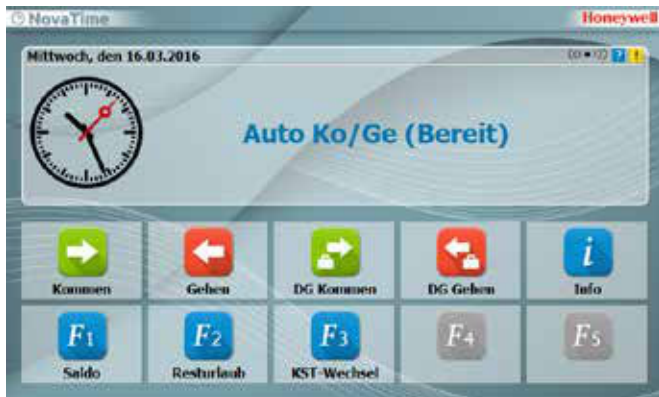 NovaTime
Honeywell
Mittwoch, den 16.03.2016
? !
Auto Ko/Ge (Bereit)
Kommen
Gehen
DG Kommen
DG Gehen
i
Info
F1
Saldo
F2
Resturlaub
F3
KST-Wechsel
F4
F5